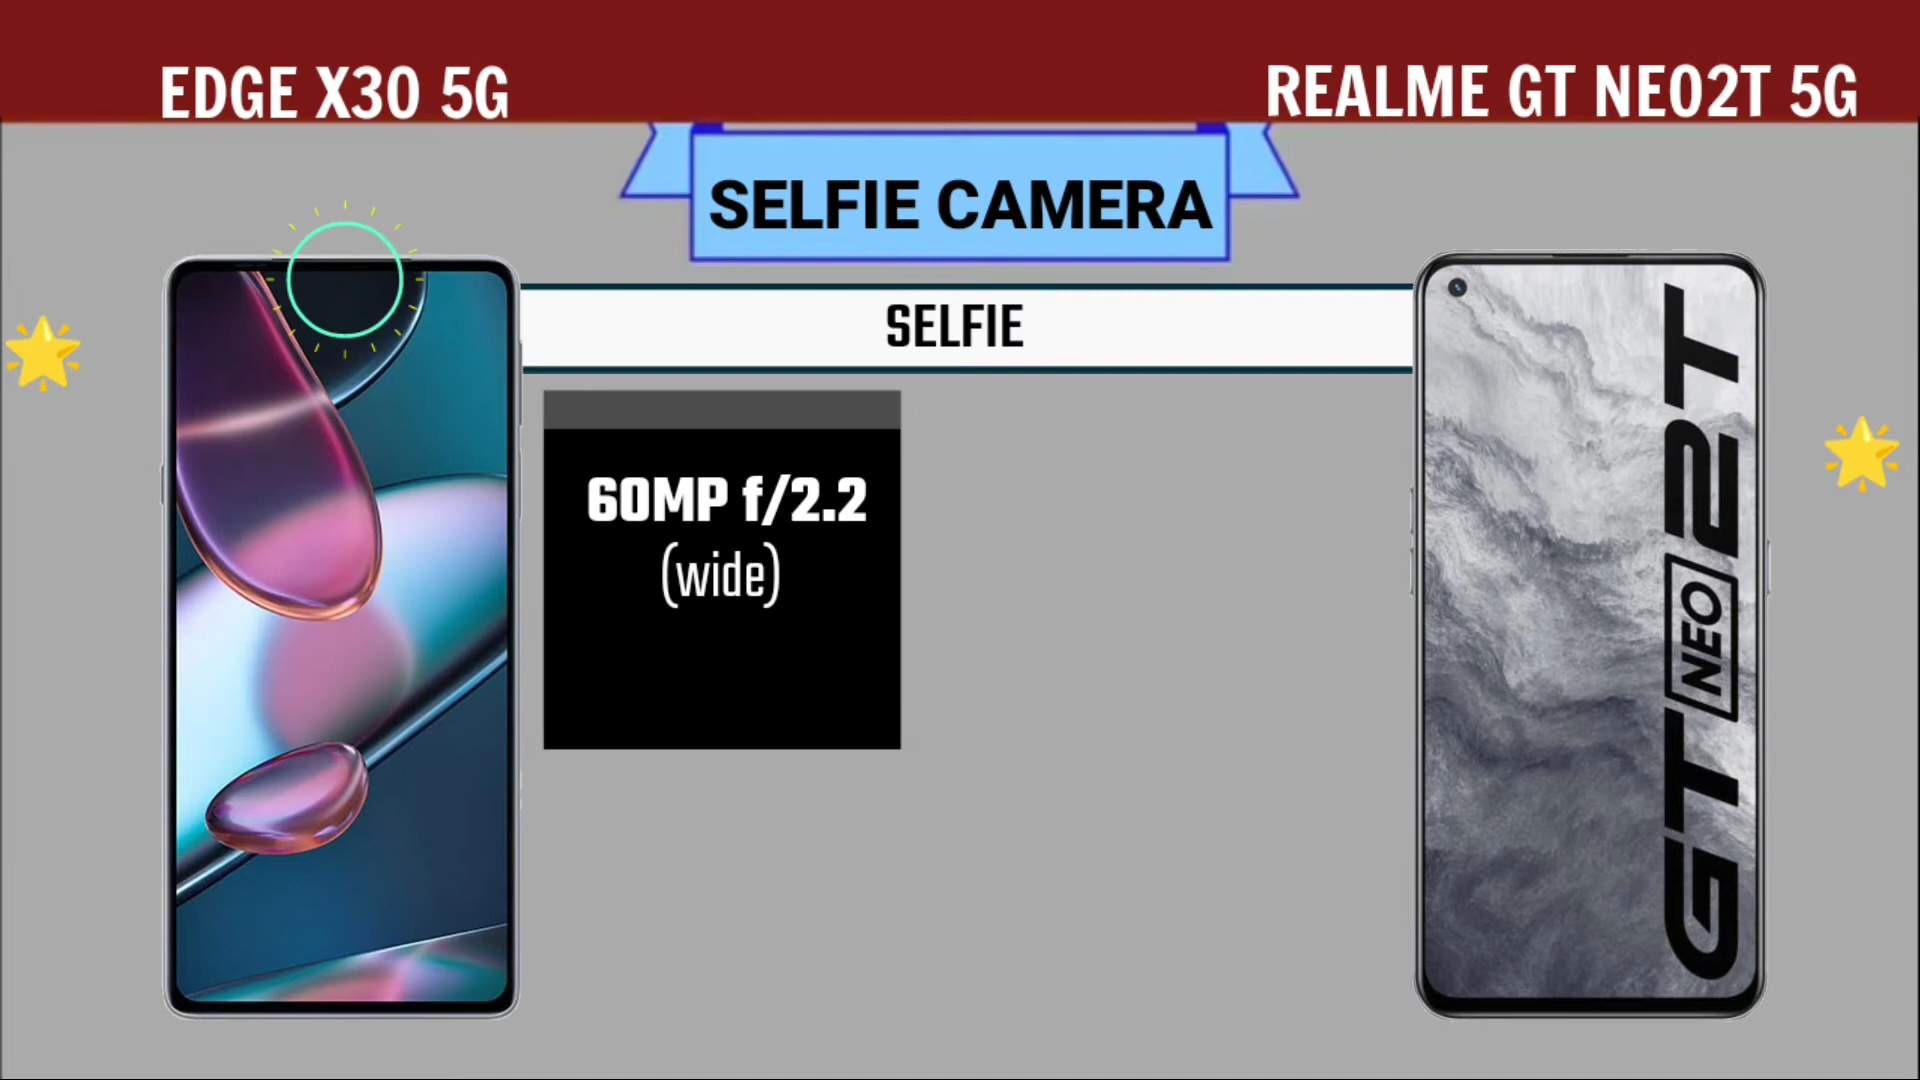 EDGE X30 5G
REALME GT NEO2T 5G
SELFIE CAMERA
SELFIE
60MP f/2.2
(wide)
GT NEO 2T